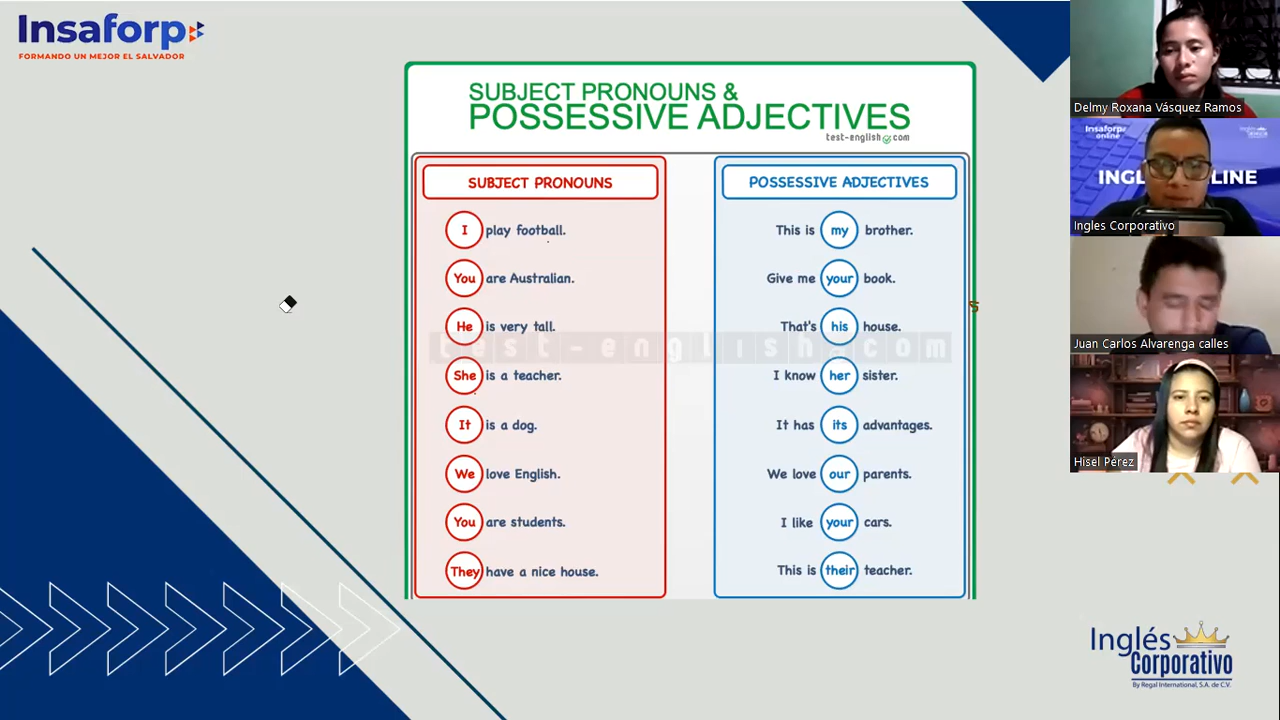 Insaforp
FORMANDO UN MEJOR EL SALVADOR
SUBJECT PRONOUNS &
POSSESSIVE ADJECTIVES
test-english.com
SUBJECT PRONOUNS
I play football.
You are Australian.
He is very tall.
She is a teacher.
It is a dog.
We love English.
You are students.
They have a nice house.
POSSESSIVE ADJECTIVES
This is my brother.
Give me your book.
That's his house.
I know her sister.
It has its advantages.
We love our parents.
I like your cars.
This is their teacher.
test-english.com
S
Delmy Roxana Vásquez Ramos
Insaforp
online
Ingles Corporativo
Juan Carlos Alvarenga calles
Hisel Pérez
Inglés
Corporativo
By Regal International, S.A. de C.V.